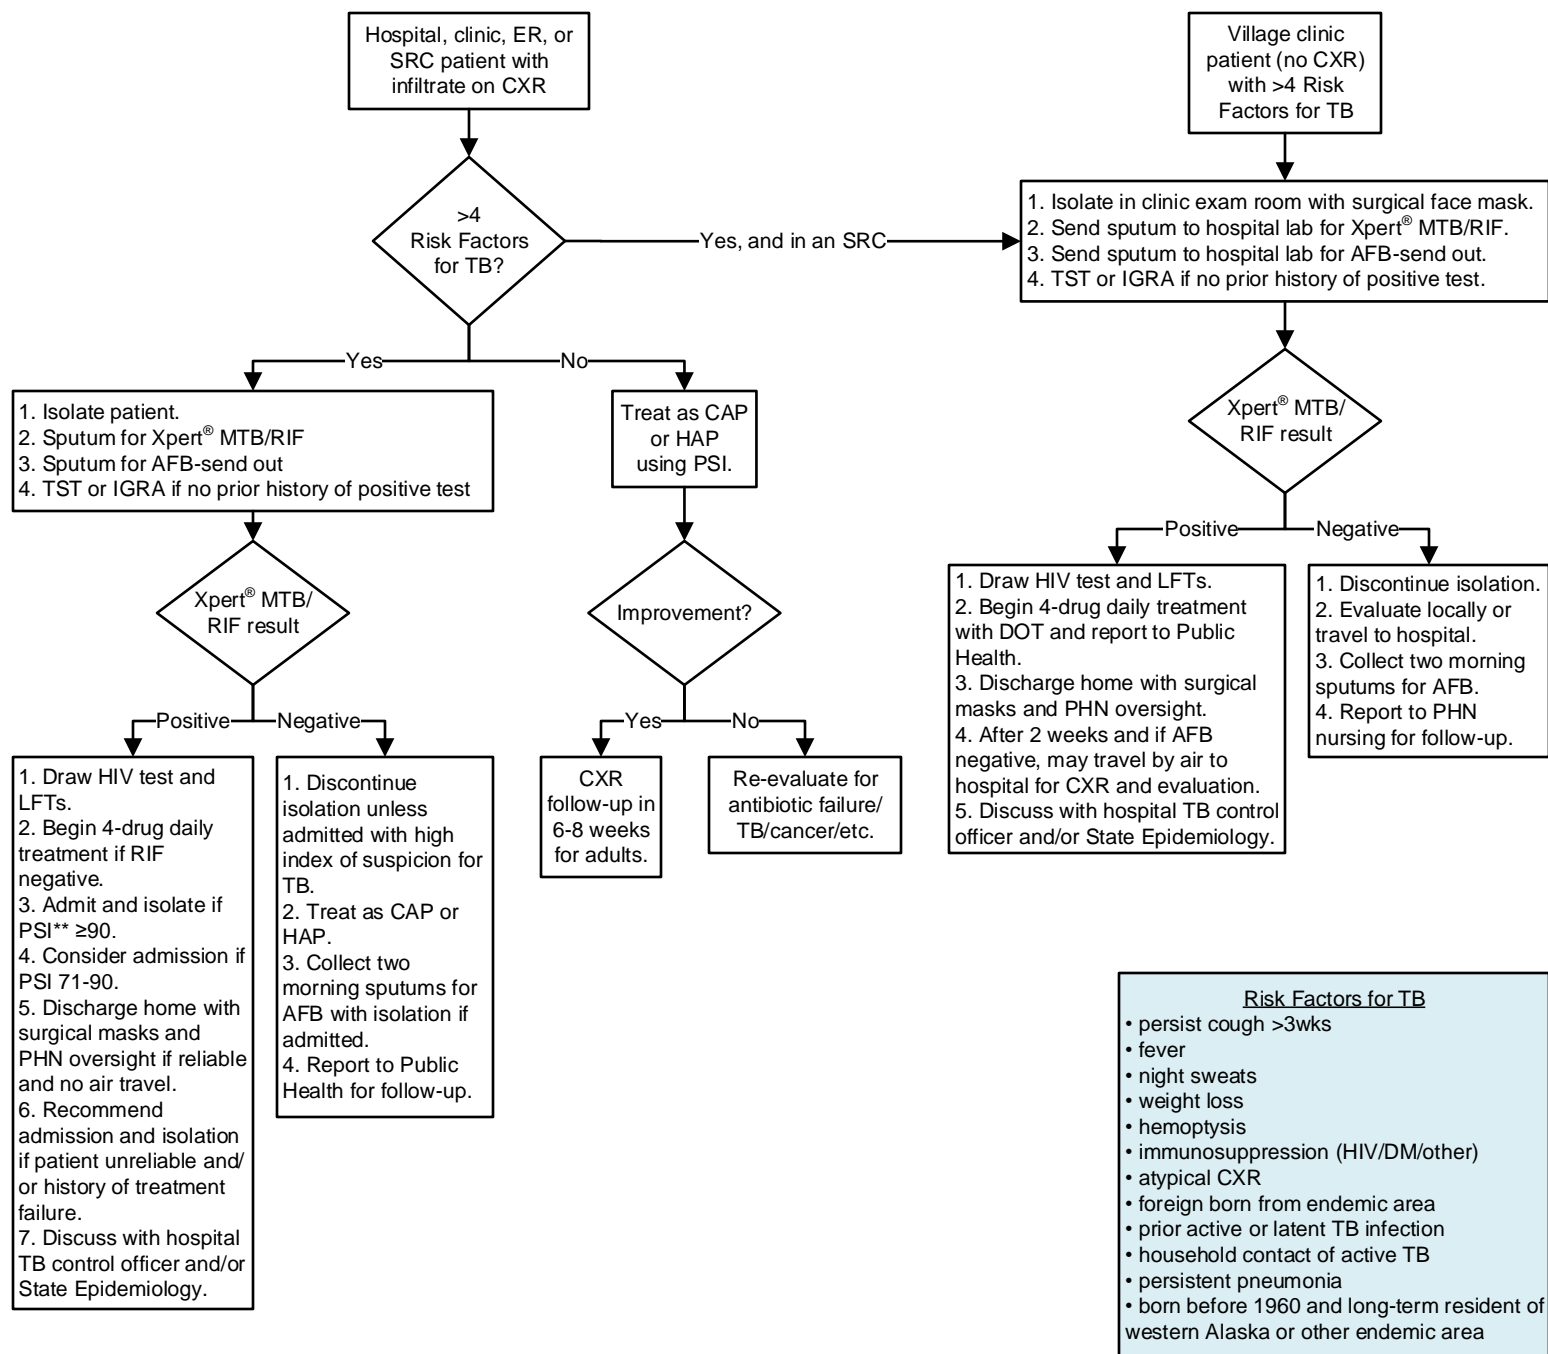 Hospital, clinic, ER, or
SRC patient with
infiltrate on CXR
Village clinic
patient (no CXR)
with >4 Risk
Factors for TB
>4
Risk Factors
for TB?
Yes, and in an SRC
1. Isolate in clinic exam room with surgical face mask.
2. Send sputum to hospital lab for Xpert® MTB/RIF.
3. Send sputum to hospital lab for AFB-send out.
4. TST or IGRA if no prior history of positive test.
Yes
No
1. Isolate patient.
2. Sputum for Xpert® MTB/RIF
3. Sputum for AFB-send out
4. TST or IGRA if no prior history of positive test
Treat as CAP
or HAP
using PSI.
Xpert® MTB/
RIF result
Positive
Negative
Xpert® MTB/
RIF result
Improvement?
1. Draw HIV test and LFTs.
2. Begin 4-drug daily treatment
with DOT and report to Public
Health.
3. Discharge home with surgical
masks and PHN oversight.
4. After 2 weeks and if AFB
negative, may travel by air to
hospital for CXR and evaluation.
5. Discuss with hospital TB control
officer and/or State Epidemiology.
1. Discontinue isolation.
2. Evaluate locally or
travel to hospital.
3. Collect two morning
sputums for AFB.
4. Report to PHN
nursing for follow-up.
Positive
Negative
Yes
No
1. Draw HIV test and
LFTs.
2. Begin 4-drug daily
treatment if RIF
negative.
3. Admit and isolate if
PSI** ≥90.
4. Consider admission if
PSI 71-90.
5. Discharge home with
surgical masks and
PHN oversight if reliable
and no air travel.
6. Recommend
admission and isolation
if patient unreliable and/
or history of treatment
failure.
7. Discuss with hospital
TB control officer and/or
State Epidemiology.
1. Discontinue
isolation unless
admitted with high
index of suspicion for
TB.
2. Treat as CAP or
HAP.
3. Collect two
morning sputums for
AFB with isolation if
admitted.
4. Report to Public
Health for follow-up.
CXR
follow-up in
6-8 weeks
for adults.
Re-evaluate for
antibiotic failure/
TB/cancer/etc.
Risk Factors for TB
• persist cough >3wks
• fever
• night sweats
• weight loss
• hemoptysis
• immunosuppression (HIV/DM/other)
• atypical CXR
• foreign born from endemic area
• prior active or latent TB infection
• household contact of active TB
• persistent pneumonia
• born before 1960 and long-term resident of
western Alaska or other endemic area